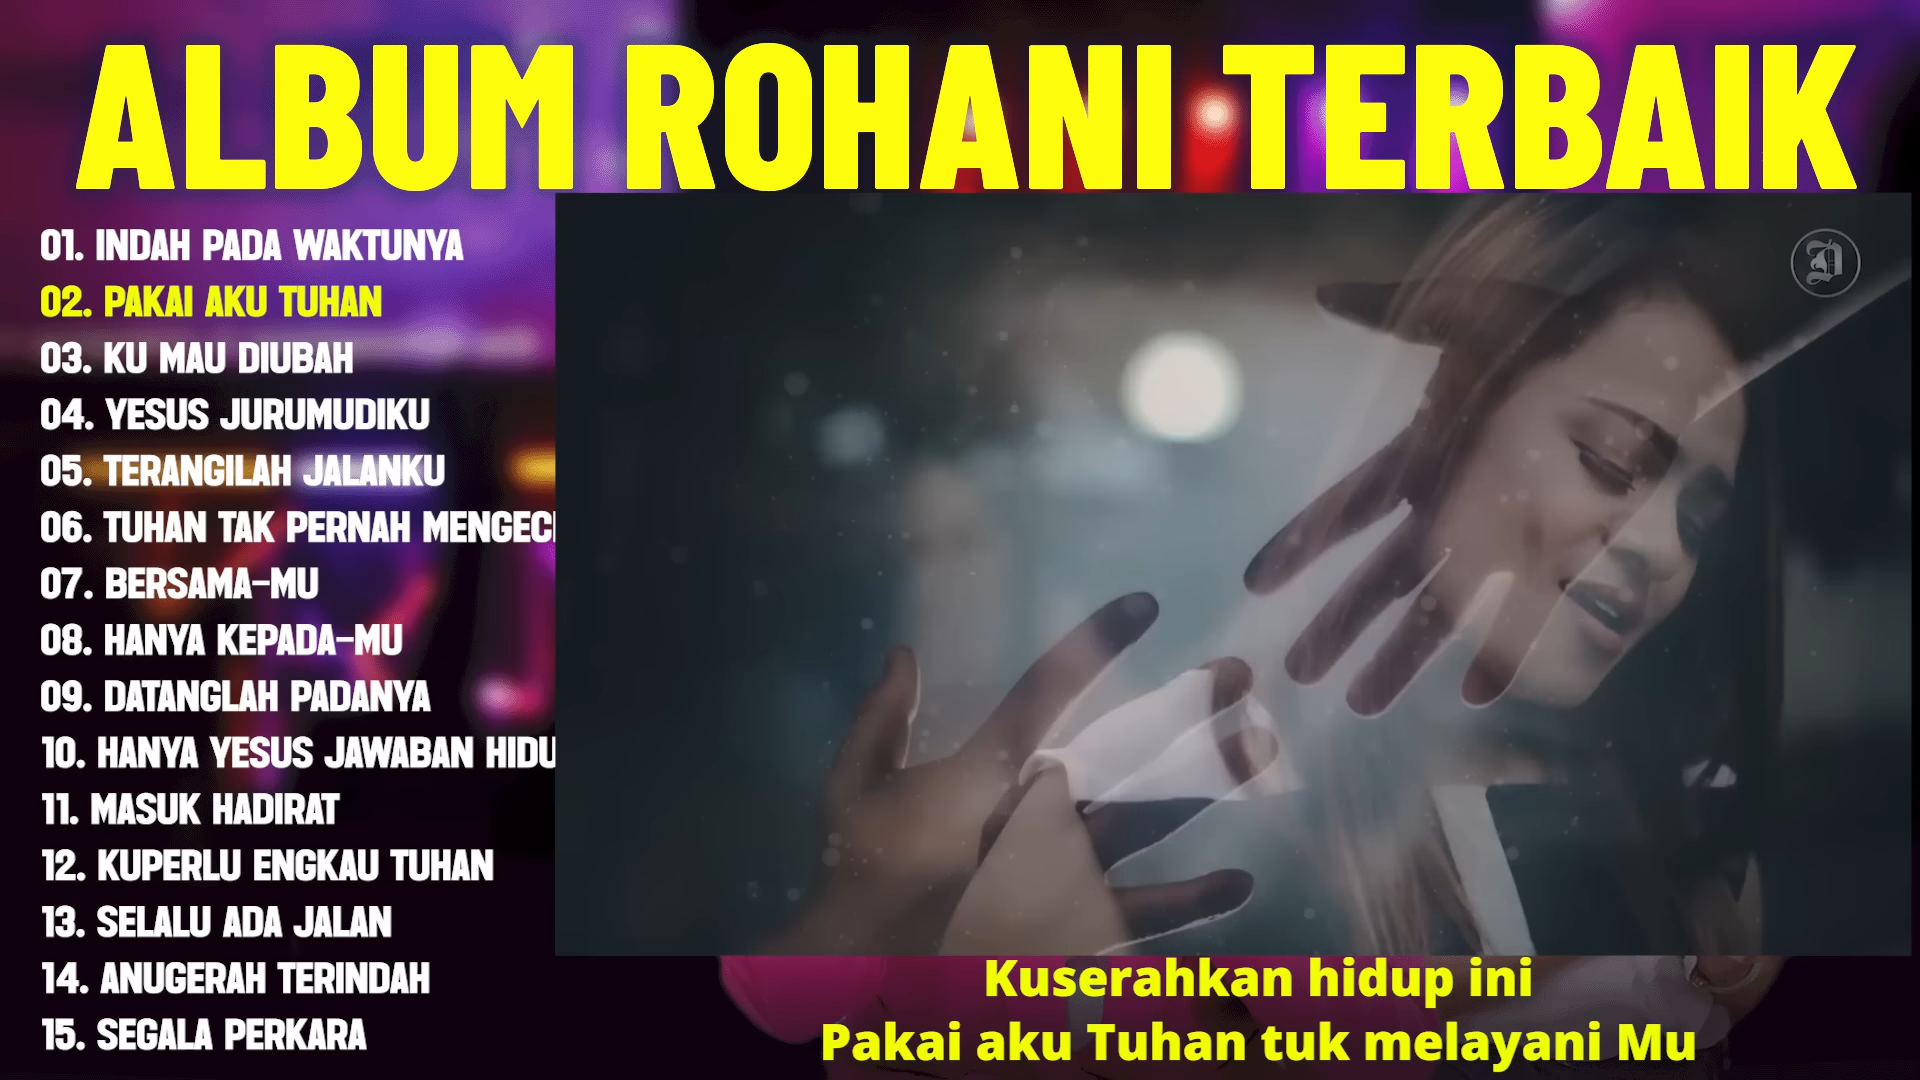 ALBUM ROHANI TERBAIK
01. INDAH PADA WAKTUNYA
02. PAKAI AKU TUHAN
03. KU MAU DIUBAH
04. YESUS JURUMUDIKU
05. TERANGILAH JALANKU
06. TUHAN TAK PERNAH
07. BERSAMA-MU
08. HANYA KEPADA-MU
09. DATANGLAH PADANYA
10. HANYA YESUS JAWABAN HIDU
11. MASUK HADIRAT
12. KUPERLU ENGKAU TUHAN
13. SELALU ADA JALAN
14. ANUGERAH TERINDAH
15. SEGALA PERKARA
Kuserahkan hidup ini
Pakai aku Tuhan tuk melayani Mu